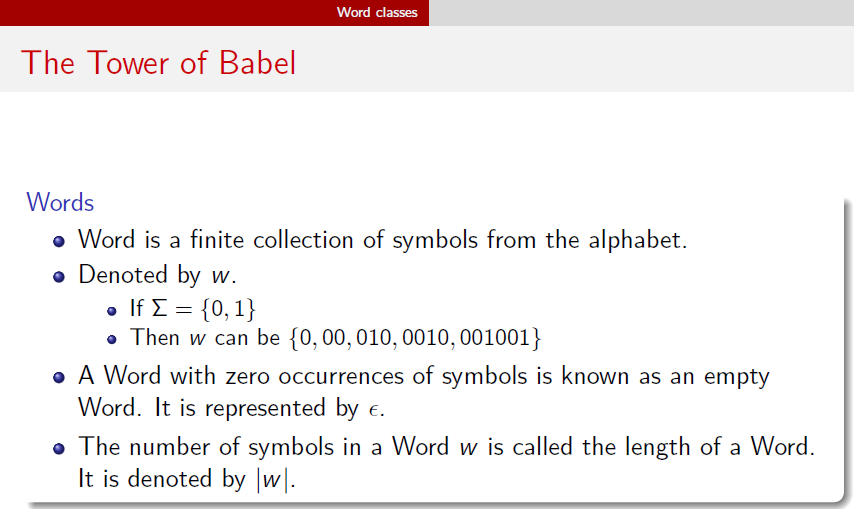 Word classes
The Tower of Babel
Words
Word is a finite collection of symbols from the alphabet.
Denoted by w.
If Σ = {0, 1}
Then w can be {0, 00, 010, 0010, 001001}
A Word with zero occurrences of symbols is known as an empty
Word. It is represented by ϵ.
The number of symbols in a Word w is called the length of a Word.
It is denoted by |w|.